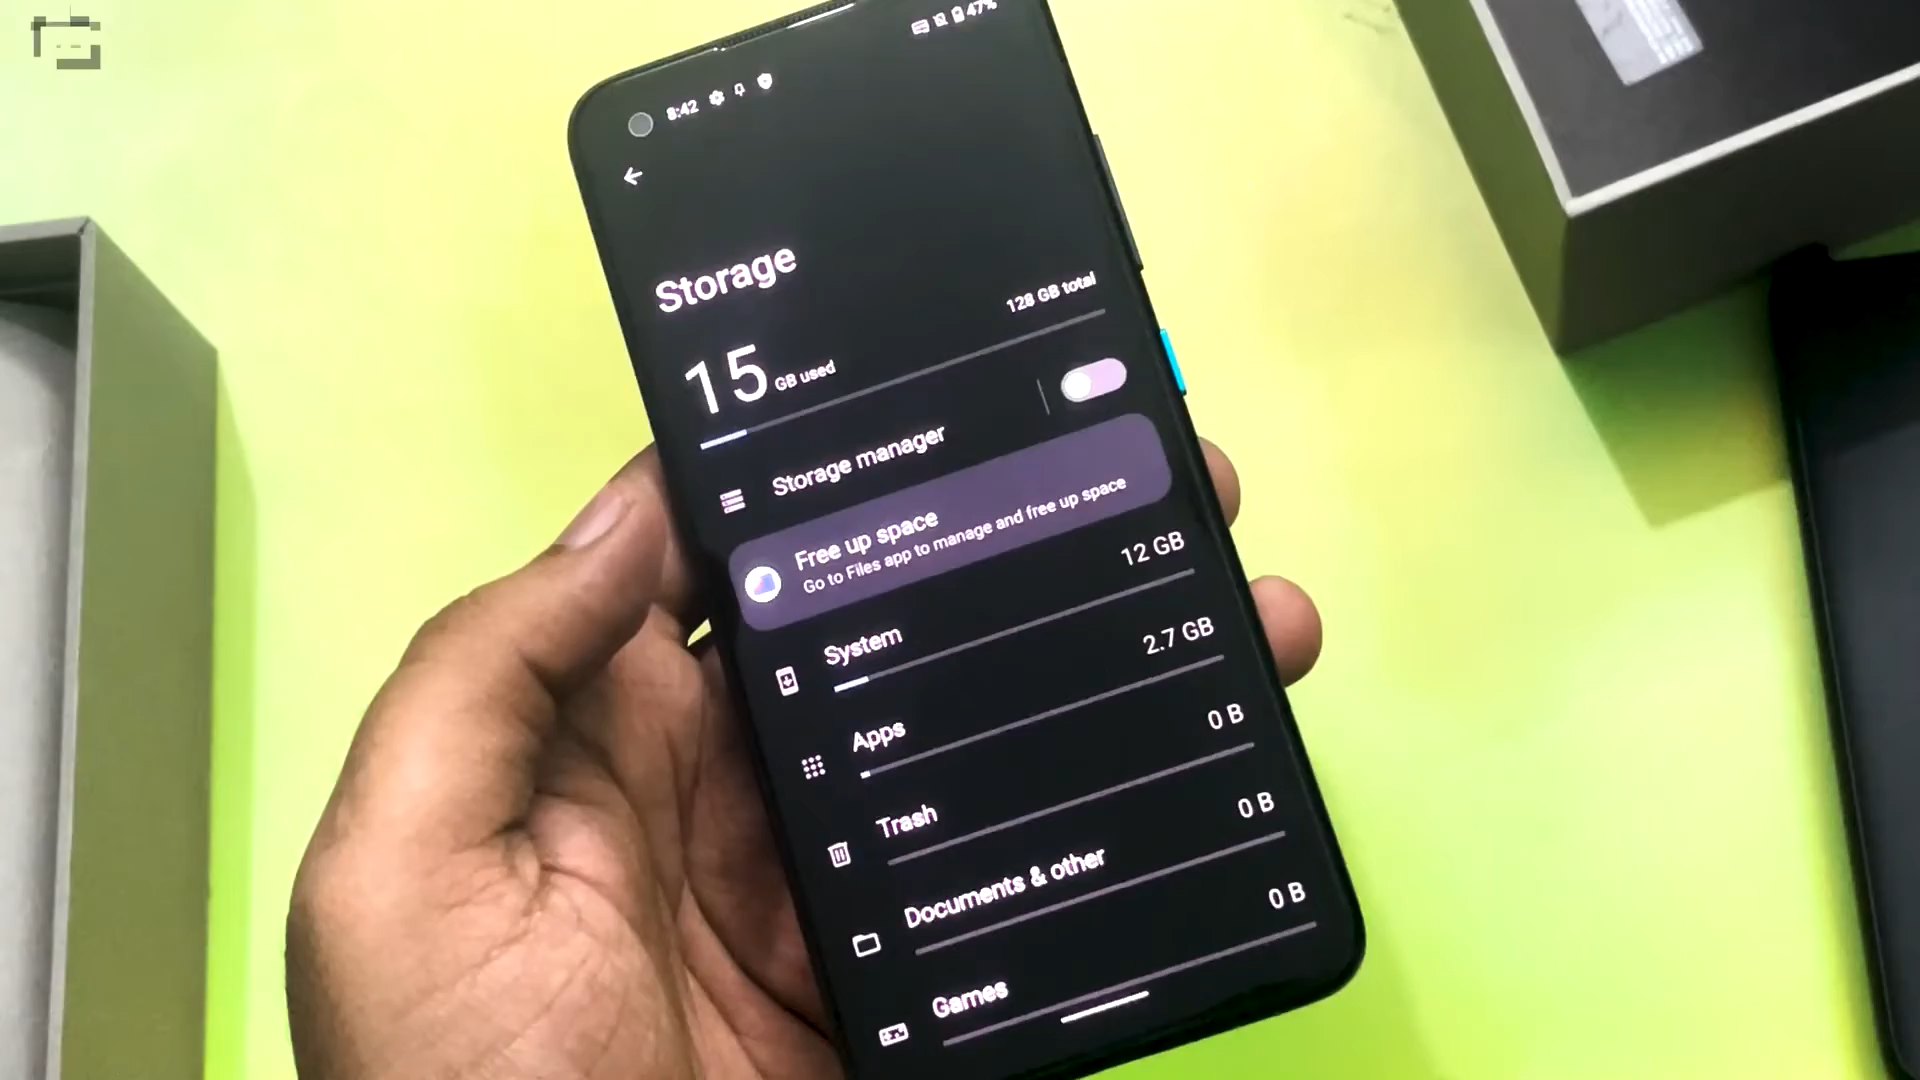 8:42
47%
Storage
15 GB used
128 GB total
Storage manager
Free up space
Go to Files app to manage and free up space
System
12 GB
Apps
2.7 GB
Trash
0 B
Documents & other
0 B
Games
0 B